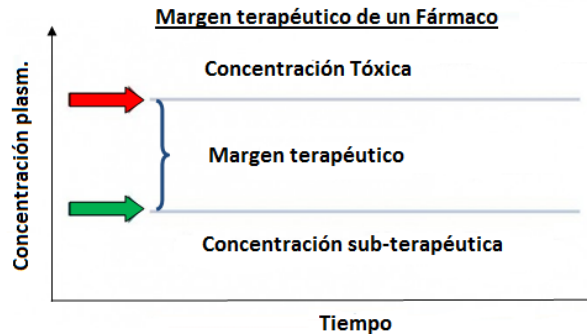 Margen terapéutico de un Fármaco
Concentración plasm.
Concentración Tóxica
Margen terapéutico
Concentración sub-terapéutica
Tiempo